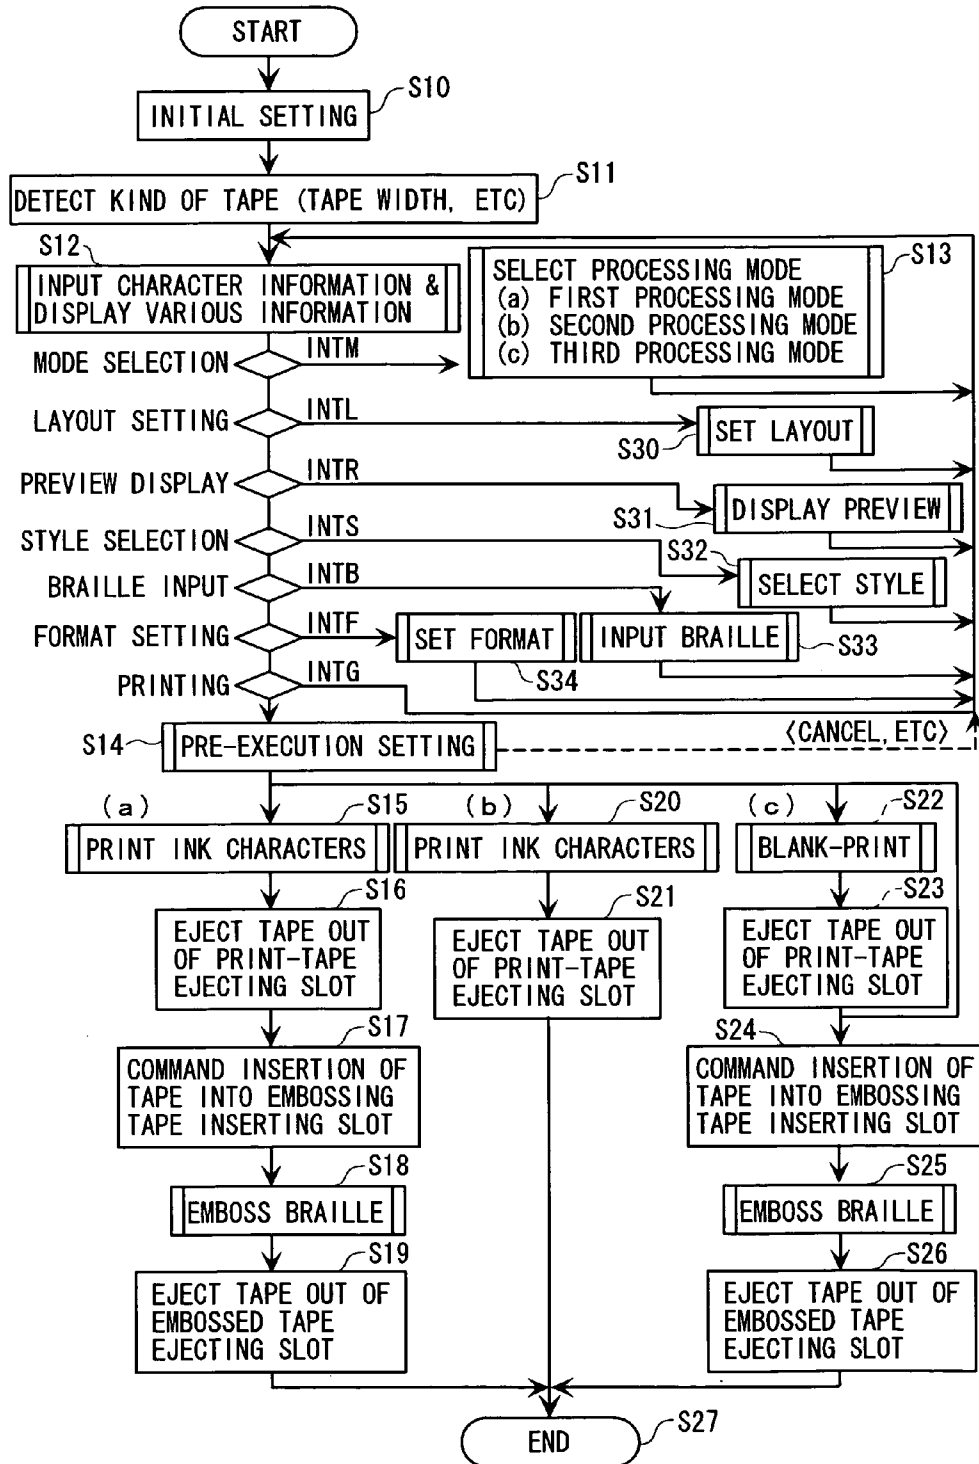 START
S10
INITIAL SETTING
S11
DETECT KIND OF TAPE (TAPE WIDTH, ETC)
S12
INPUT CHARACTER INFORMATION &
DISPLAY VARIOUS INFORMATION
S13
SELECT PROCESSING MODE
(a) FIRST PROCESSING MODE
(b) SECOND PROCESSING MODE
(c) THIRD PROCESSING MODE
MODE SELECTION
INTM
LAYOUT SETTING
INTL
S30
SET LAYOUT
PREVIEW DISPLAY
INTR
S31
DISPLAY PREVIEW
STYLE SELECTION
INTS
S32
SELECT STYLE
BRAILLE INPUT
INTB
INPUT BRAILLE
S33
FORMAT SETTING
INTF
SET FORMAT
S34
PRINTING
INTG
S14
PRE-EXECUTION SETTING
〈CANCEL, ETC〉
(a)
S15
PRINT INK CHARACTERS
S16
EJECT TAPE OUT
OF PRINT-TAPE
EJECTING SLOT
S17
COMMAND INSERTION OF
TAPE INTO EMBOSSING
TAPE INSERTING SLOT
S18
EMBOSS BRAILLE
S19
EJECT TAPE OUT OF
EMBOSSED TAPE
EJECTING SLOT
(b)
S20
PRINT INK CHARACTERS
S21
EJECT TAPE OUT
OF PRINT-TAPE
EJECTING SLOT
(c)
S22
BLANK-PRINT
S23
EJECT TAPE OUT
OF PRINT-TAPE
EJECTING SLOT
S24
COMMAND INSERTION OF
TAPE INTO EMBOSSING
TAPE INSERTING SLOT
S25
EMBOSS BRAILLE
S26
EJECT TAPE OUT OF
EMBOSSED TAPE
EJECTING SLOT
END
S27